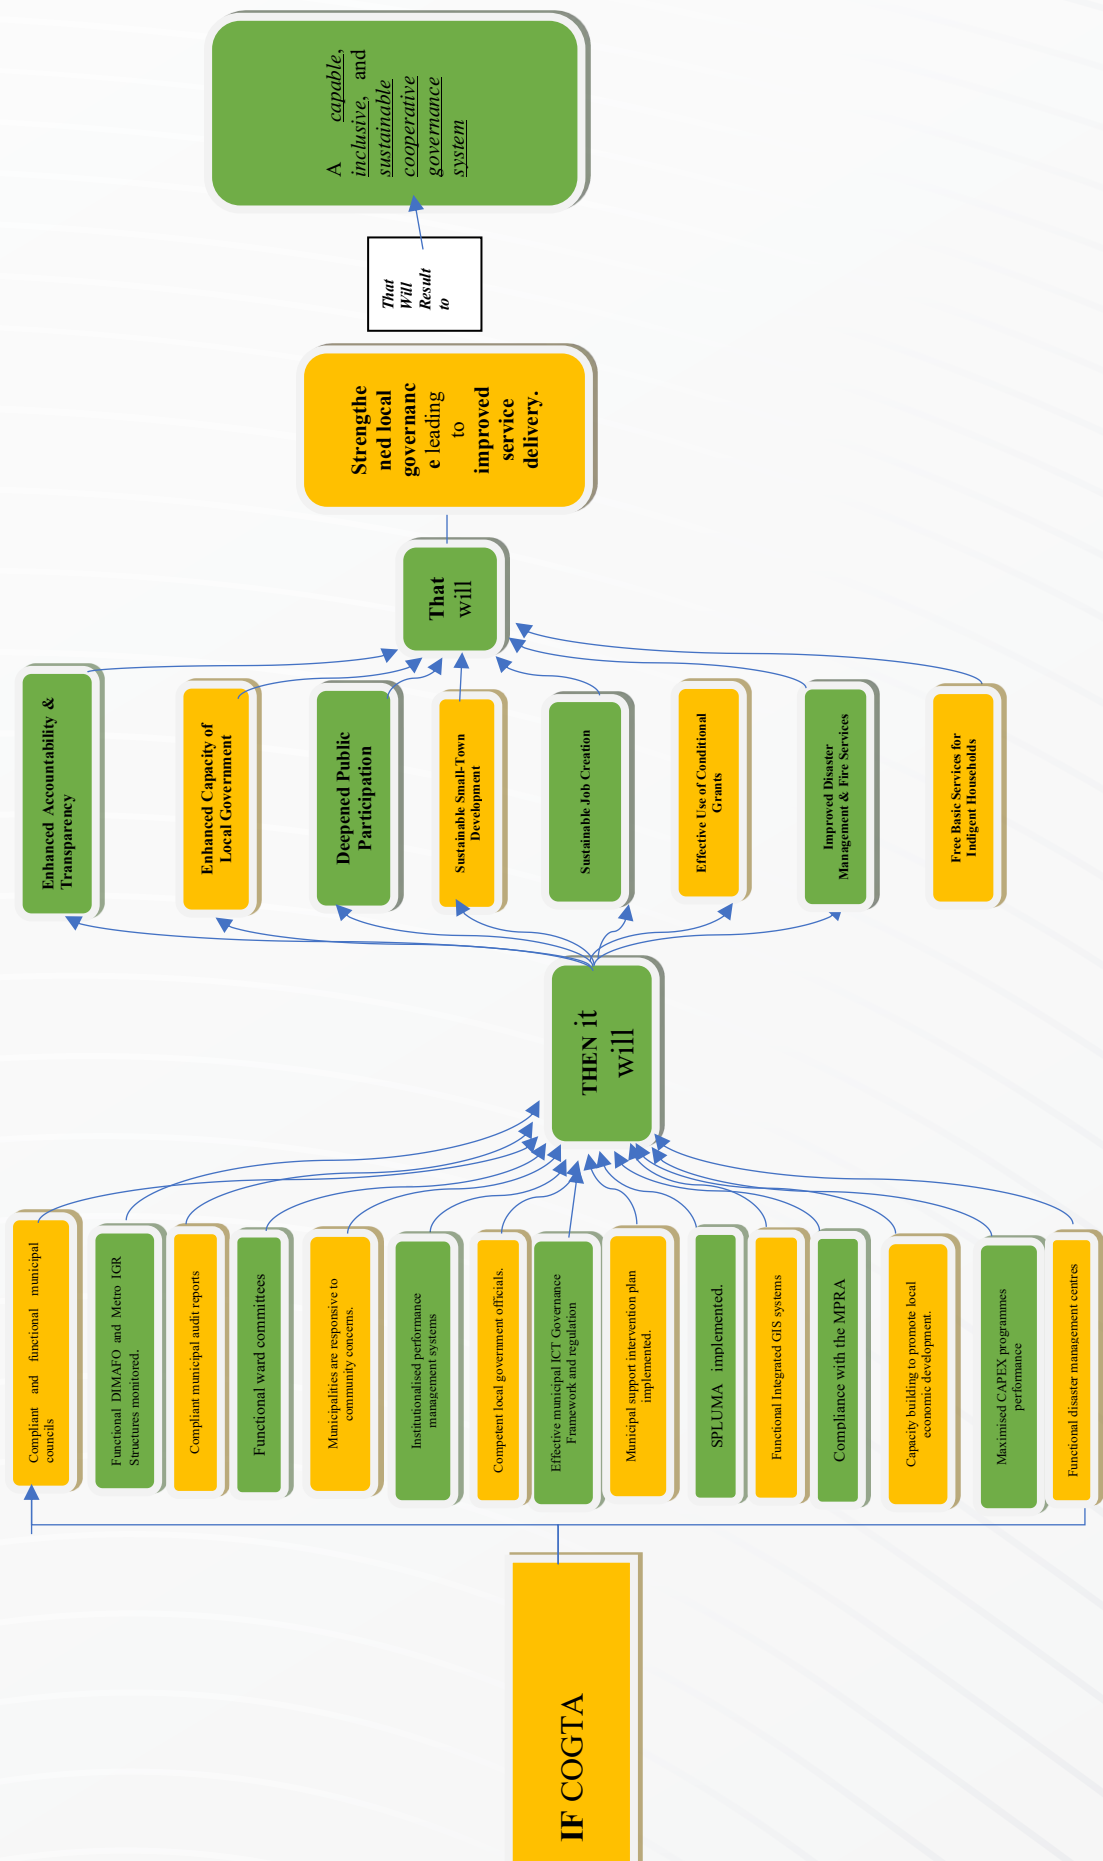 IF COGTA
Compliant and functional municipal
councils
Functional DIMAFO and Metro IGR
Structures monitored.
Compliant municipal audit reports
Functional ward committees
Municipalities are responsive to
community concerns.
Institutionalised performance
management systems
Competent local government officials.
Effective municipal ICT Governance
Framework and regulation
Municipal support intervention plan
implemented.
SPLUMA implemented.
Functional Integrated GIS systems
Compliance with the MPRA
Capacity building to promote local
economic development.
Maximised CAPEX programmes
performance
Functional disaster management centres
THEN it
will
Enhanced Accountability &
Transparency
Enhanced Capacity of
Local Government
Deepened Public
Participation
Sustainable Small-Town
Development
Sustainable Job Creation
Effective Use of Conditional
Grants
Improved Disaster
Management & Fire Services
Free Basic Services for
Indigent Households
That
will
Strengthe
ned local
governanc
e leading
to
improved
service
delivery.
That
Will
Result
to
A capable,
inclusive, and
sustainable
cooperative
governance
system